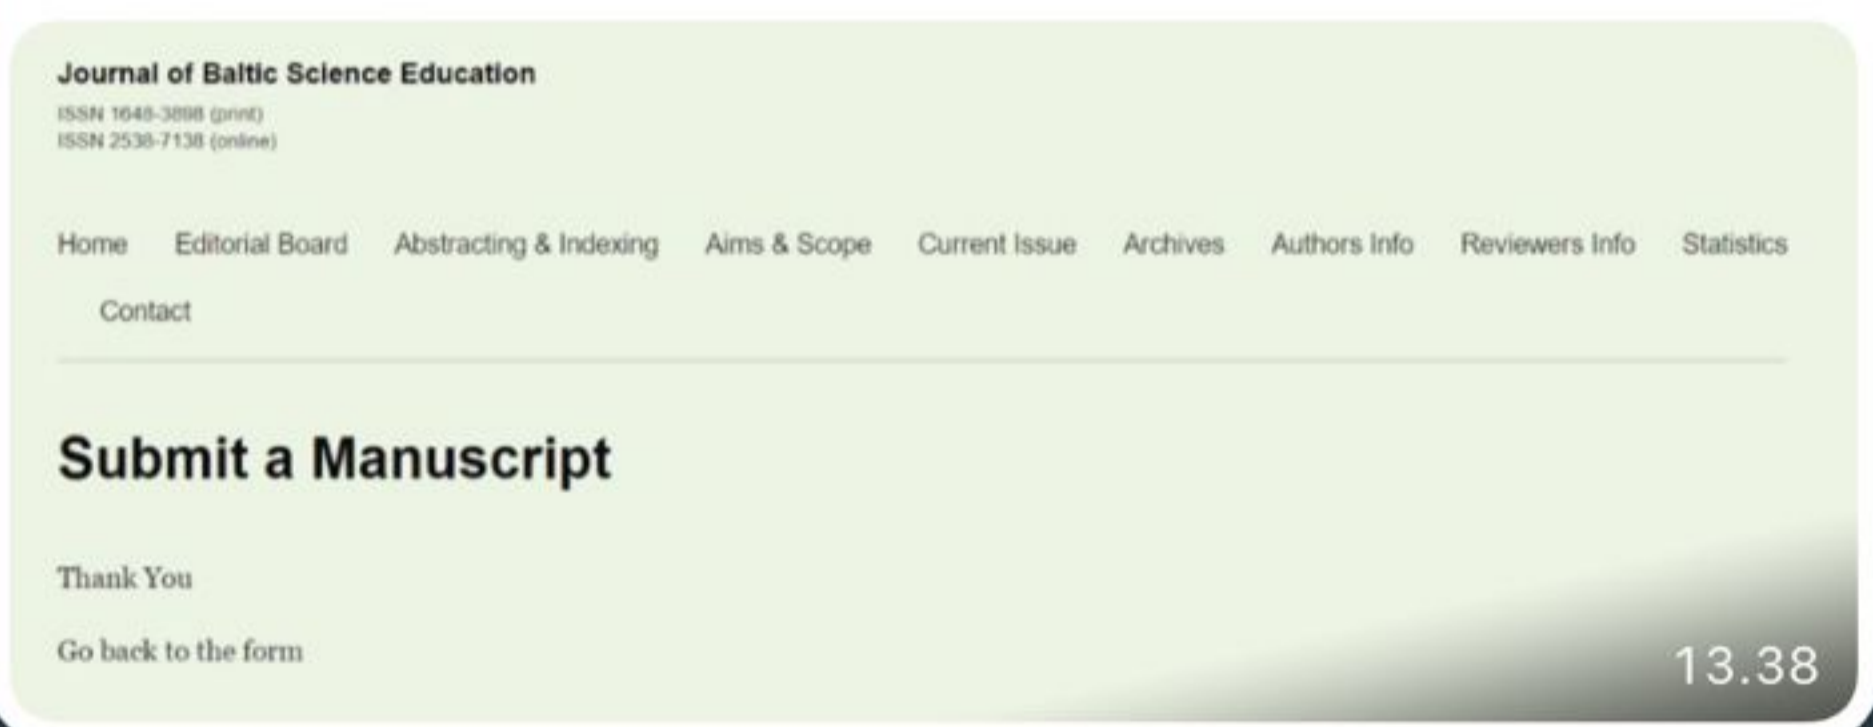 Journal of Baltic Science Education
ISSN 1648-3898 (print)
ISSN 2538-7138 (online)
Home Editorial Board Abstracting & Indexing Aims & Scope Current Issue Archives Authors Info Reviewers Info Statistics
Contact
Submit a Manuscript
Thank You
Go back to the form
13.38